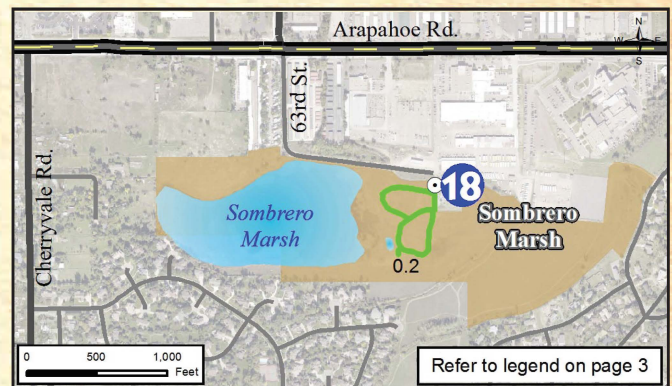 Arapahoe Rd.
N
W E
S
63rd St.
Cherryvale Rd.
18
Sombrero
Marsh
Sombrero
Marsh
0.2
0 500 1,000
Feet
Refer to legend on page 3